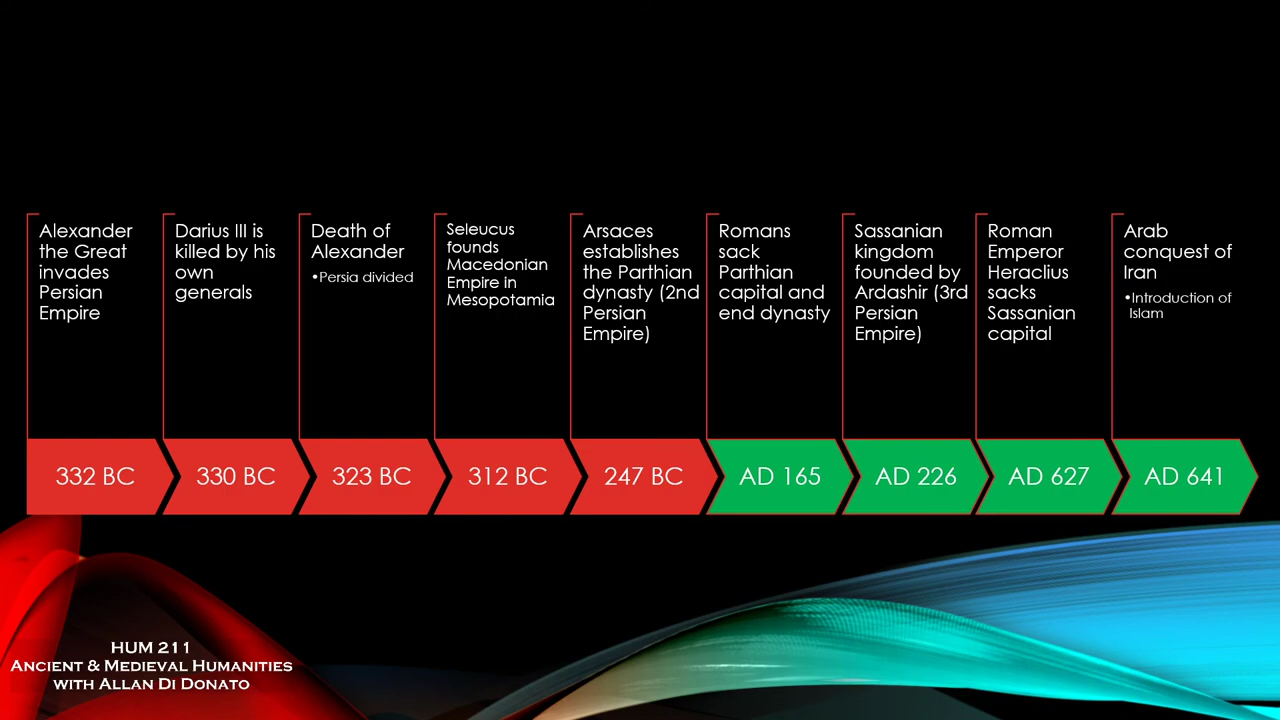 Alexander
the Great
invades
Persian
Empire
Darius III is
killed by his
own
generals
Death of
Alexander
•Persia divided
Seleucus
founds
Macedonian
Empire in
Mesopotamia
Arsaces
establishes
the Parthian
dynasty (2nd
Persian
Empire)
Romans
sack
Parthian
capital and
end dynasty
Sassanian
kingdom
founded by
Ardashir (3rd
Persian
Empire)
Roman
Emperor
Heraclius
sacks
Sassanian
capital
Arab
conquest of
Iran
•Introduction of
Islam
332 BC
330 BC
323 BC
312 BC
247 BC
AD 165
AD 226
AD 627
AD 641
HUM 211
Ancient & Medieval Humanities
with Allan Di Donato